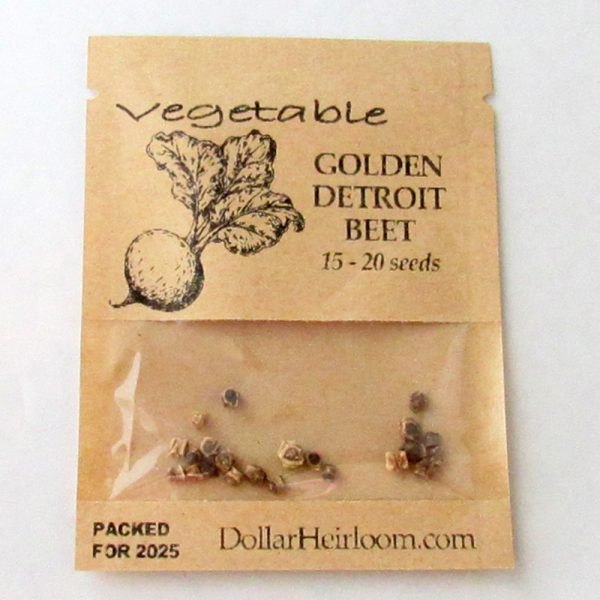 Vegetable
GOLDEN
DETROIT
BEET
15 - 20 seeds
PACKED
FOR 2025
DollarHeirloom.com